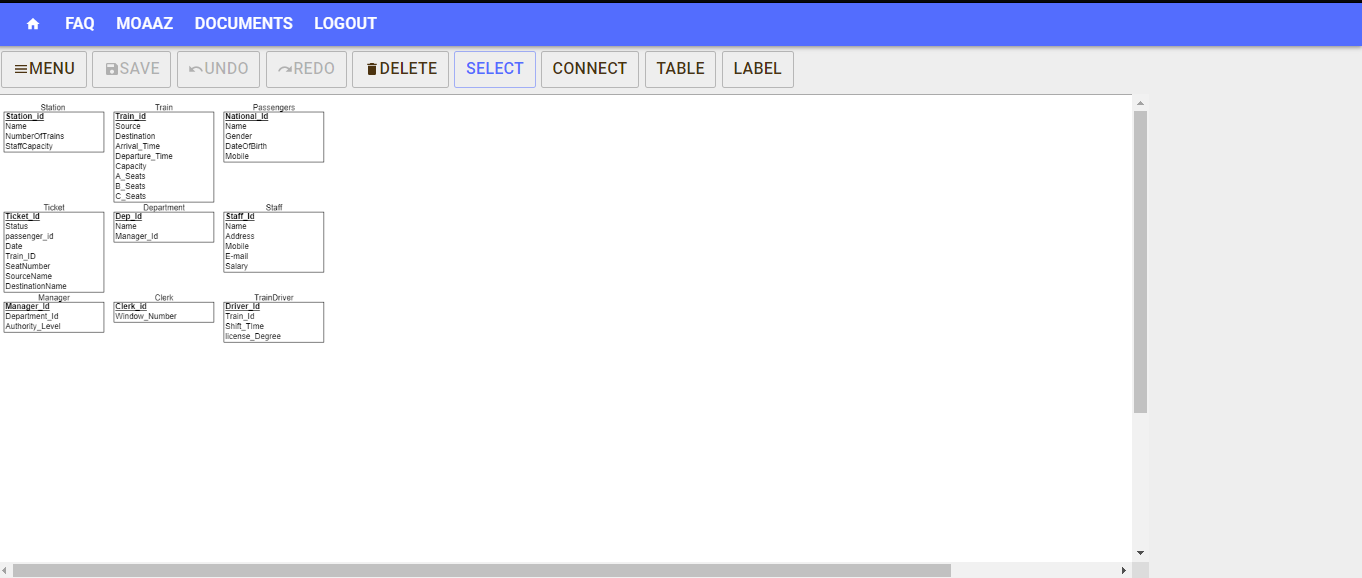 FAQ MOAAZ DOCUMENTS LOGOUT
MENU SAVE UNDO REDO DELETE SELECT CONNECT TABLE LABEL
Station
Station_id
Name
NumberOfTrains
StaffCapacity
Train
Train_id
Source
Destination
Arrival_Time
Departure_Time
Capacity
A_Seats
B_Seats
C_Seats
Passengers
National_Id
Name
Gender
DateOfBirth
Mobile
Ticket
Ticket_Id
Status
passenger_id
Date
Train_ID
SeatNumber
SourceName
DestinationName
Department
Dep_Id
Name
Manager_Id
Staff
Staff_Id
Name
Address
Mobile
E-mail
Salary
Manager
Manager_Id
Department_Id
Authority_Level
Clerk
Clerk_id
Window_Number
TrainDriver
Driver_Id
Train_Id
Shift_Time
license_Degree